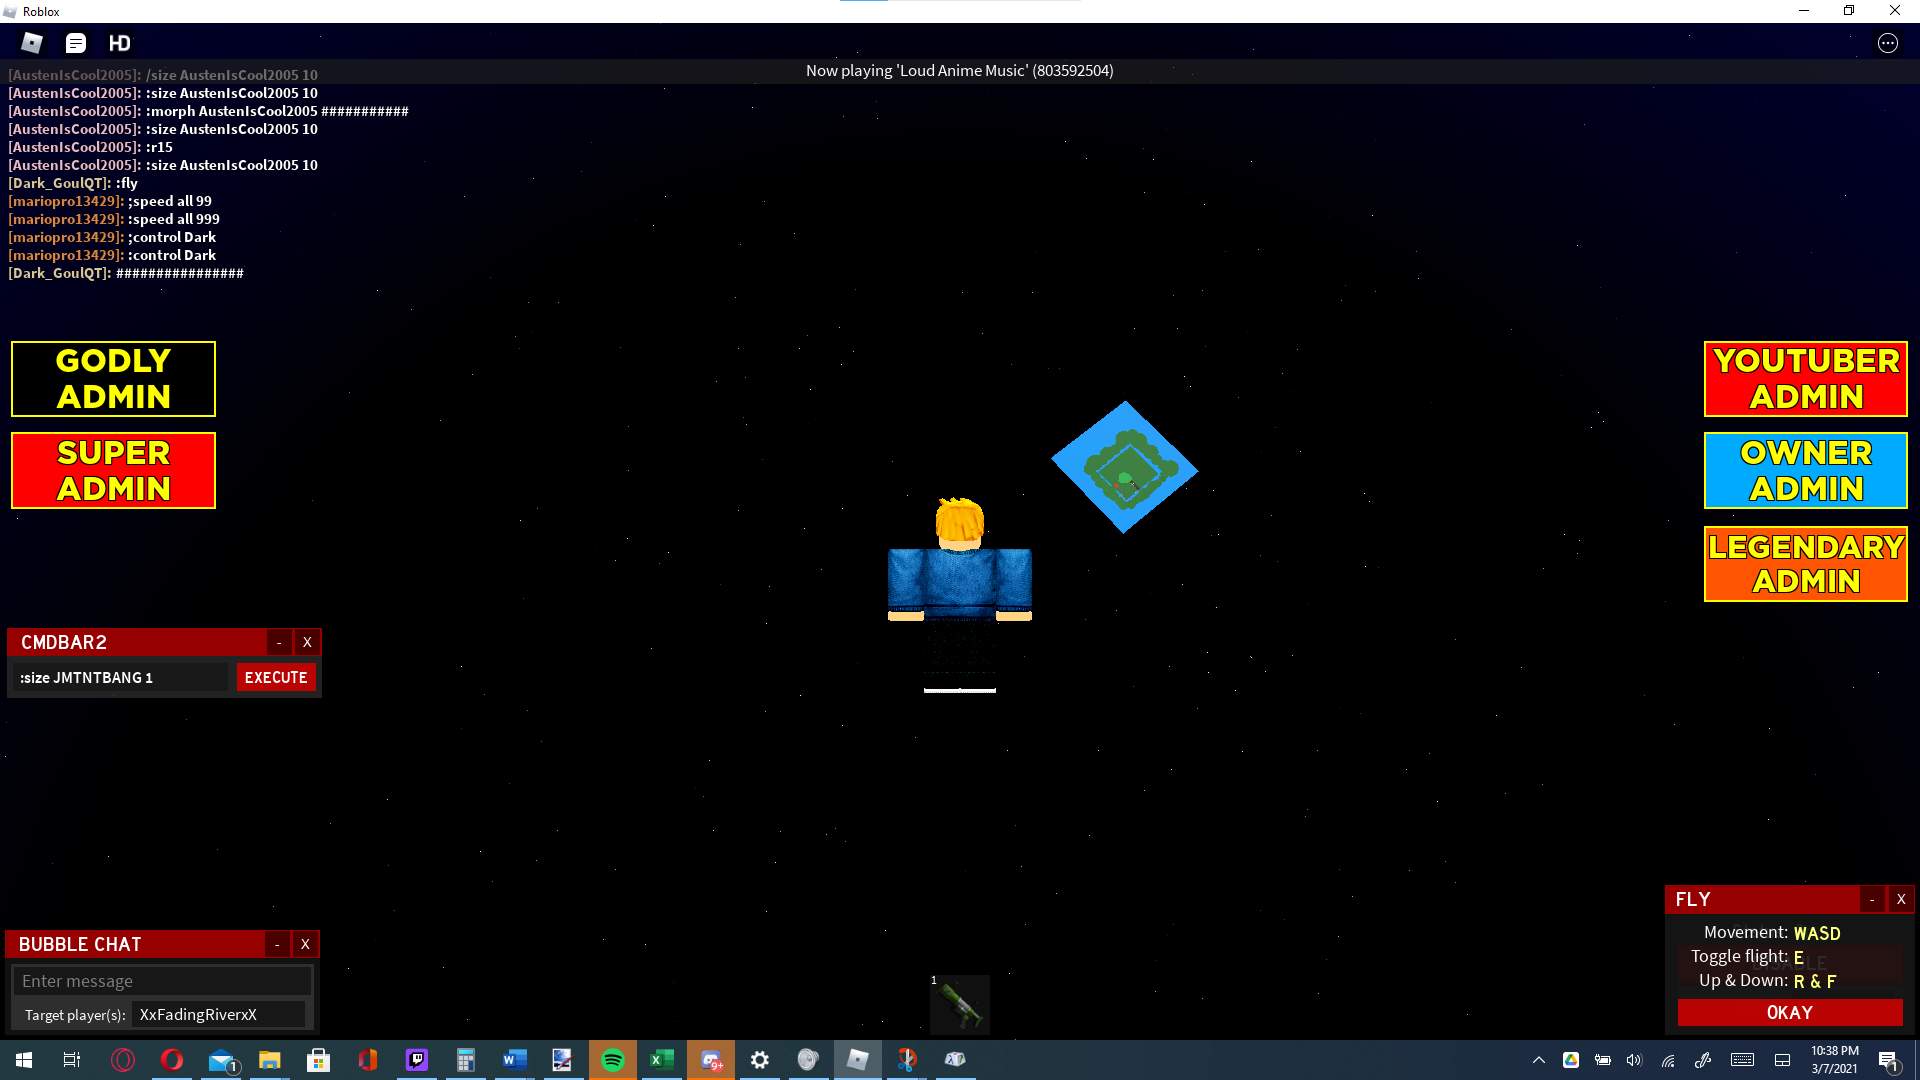 Roblox
HD
Now playing 'Loud Anime Music' (803592504)
[AustenIsCool2005]: /size AustenIsCool2005 10
[AustenIsCool2005]: :size AustenIsCool2005 10
[AustenIsCool2005]: :morph AustenIsCool2005 ###########
[AustenIsCool2005]: :size AustenIsCool2005 10
[AustenIsCool2005]: :r15
[AustenIsCool2005]: :size AustenIsCool2005 10
[Dark_GoulQT]: :fly
[mariopro13429]: ;speed all 99
[mariopro13429]: :speed all 999
[mariopro13429]: ;control Dark
[mariopro13429]: :control Dark
[Dark_GoulQT]: ################
GODLY
ADMIN
SUPER
ADMIN
YOUTUBER
ADMIN
OWNER
ADMIN
LEGENDARY
ADMIN
CMDBAR2 - X
:size JMTNTBANG 1 EXECUTE
BUBBLE CHAT - X
Enter message
Target player(s): XxFadingRiverxX
1
FLY - X
Movement: WASD
Toggle flight: E
DISABLE
Up & Down: R & F
OKAY
1
9+
10:38 PM
3/7/2021
1